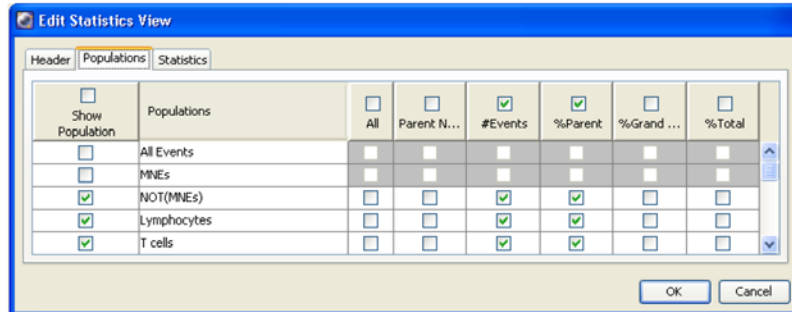 Edit Statistics View
Header Populations Statistics
Show Population
Populations
All
Parent N...
#Events
%Parent
%Grand ...
%Total
All Events
MNEs
NOT(MNEs)
Lymphocytes
T cells
OK Cancel